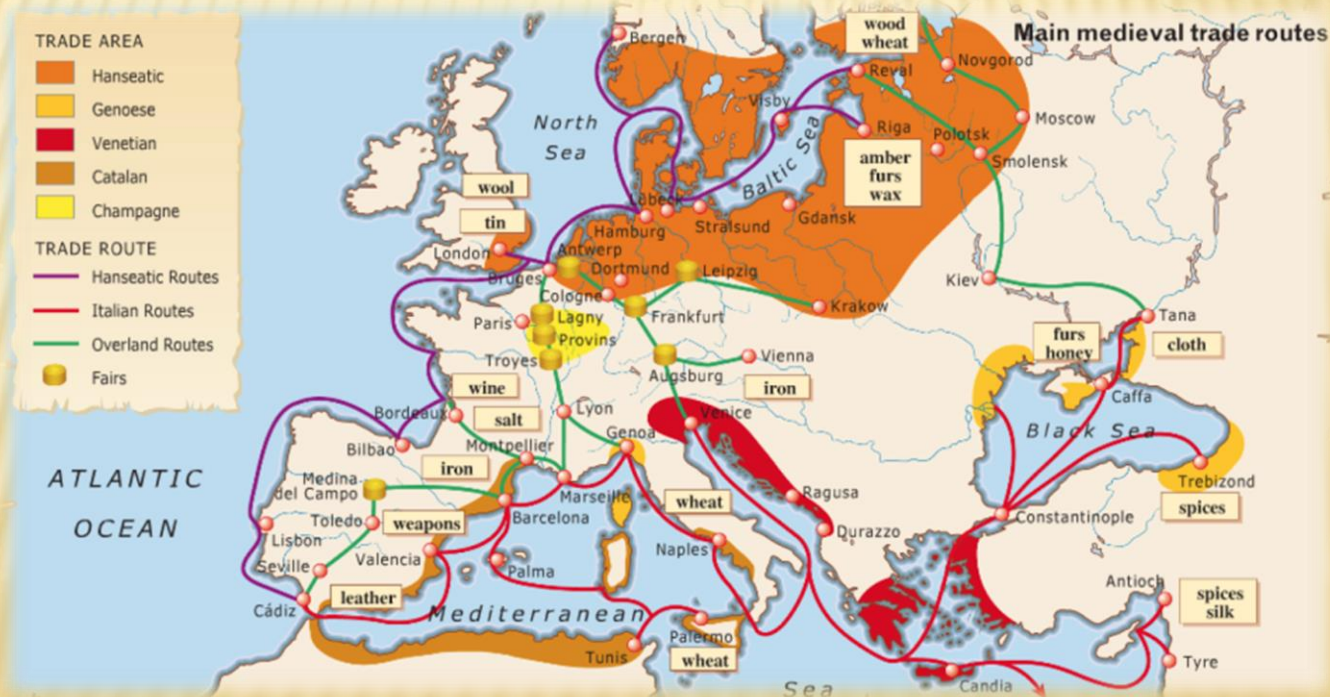 Main medieval trade routes
TRADE AREA
Hanseatic
Genoese
Venetian
Catalan
Champagne
TRADE ROUTE
Hanseatic Routes
Italian Routes
Overland Routes
Fairs
Bergen
wood
wheat
Novgorod
Reval
Visby
North
Sea
Riga
Moscow
Polotsk
Smolensk
Baltic Sea
amber
furs
wax
wool
tin
Lübeck
Gdańsk
Hamburg
Stralsund
London
Antwerp
Bruges
Dortmund
Leipzig
Cologne
Kiev
Krakow
Paris
Lagny
Frankfurt
Tana
Provins
furs
honey
cloth
Troyes
Vienna
Augsburg
iron
wine
Caffa
Bordeaux
salt
Lyon
Venice
Genoa
Black Sea
Bilbao
Montpellier
iron
ATLANTIC
OCEAN
Medina
del Campo
Marseille
wheat
Ragusa
Trebizond
spices
Toledo
weapons
Barcelona
Constantinople
Lisbon
Durazzo
Valencia
Naples
Seville
Palma
Antioch
leather
spices
silk
Cádiz
Mediterranean
Palermo
wheat
Tunis
Tyre
Candia
Sea